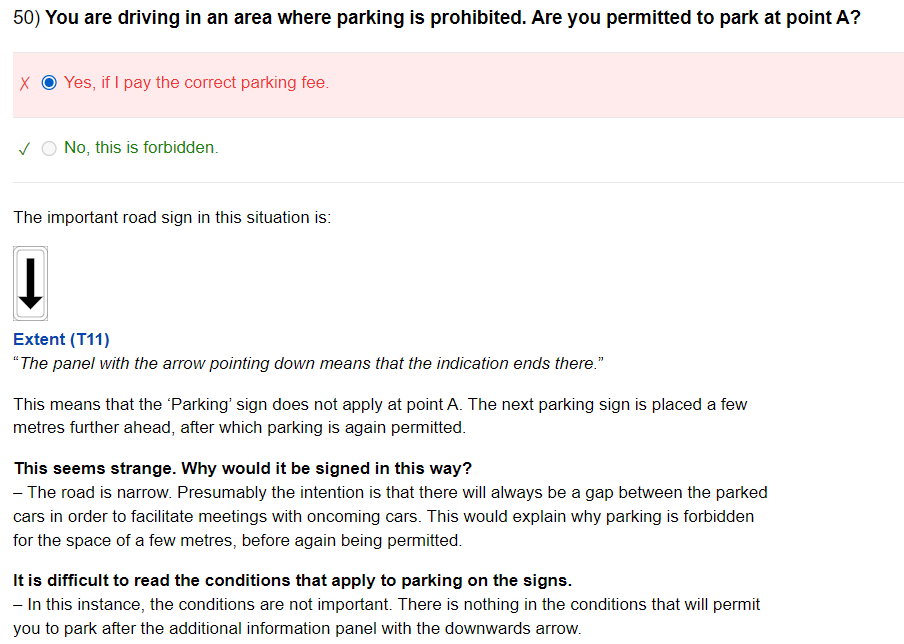 50) You are driving in an area where parking is prohibited. Are you permitted to park at point A?
X Yes, if I pay the correct parking fee.
✓ No, this is forbidden.
The important road sign in this situation is:
Extent (T11)
“The panel with the arrow pointing down means that the indication ends there.”
This means that the ‘Parking’ sign does not apply at point A. The next parking sign is placed a few
metres further ahead, after which parking is again permitted.
This seems strange. Why would it be signed in this way?
– The road is narrow. Presumably the intention is that there will always be a gap between the parked
cars in order to facilitate meetings with oncoming cars. This would explain why parking is forbidden
for the space of a few metres, before again being permitted.
It is difficult to read the conditions that apply to parking on the signs.
– In this instance, the conditions are not important. There is nothing in the conditions that will permit
you to park after the additional information panel with the downwards arrow.